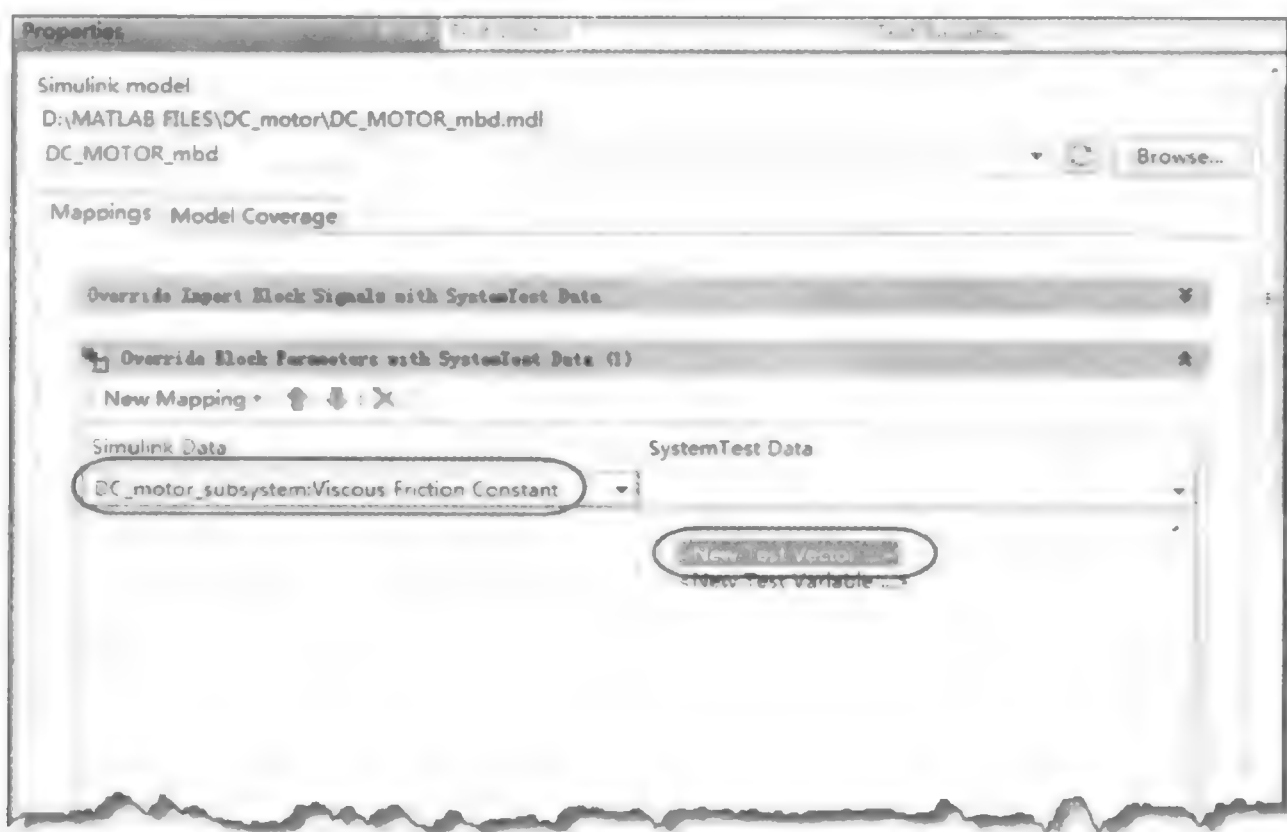 Properties
Simulink model
D:\MATLAB FILES\DC_motor\DC_MOTOR_mbd.mdl
DC_MOTOR_mbd
Browse...
Mappings Model Coverage
Override Inport Block Signals with SystemTest Data
Override Block Parameters with SystemTest Data (1)
New Mapping
Simulink Data SystemTest Data
DC_motor_subsystem:Viscous Friction Constant
New Test Vector ...
New Test Variable ...